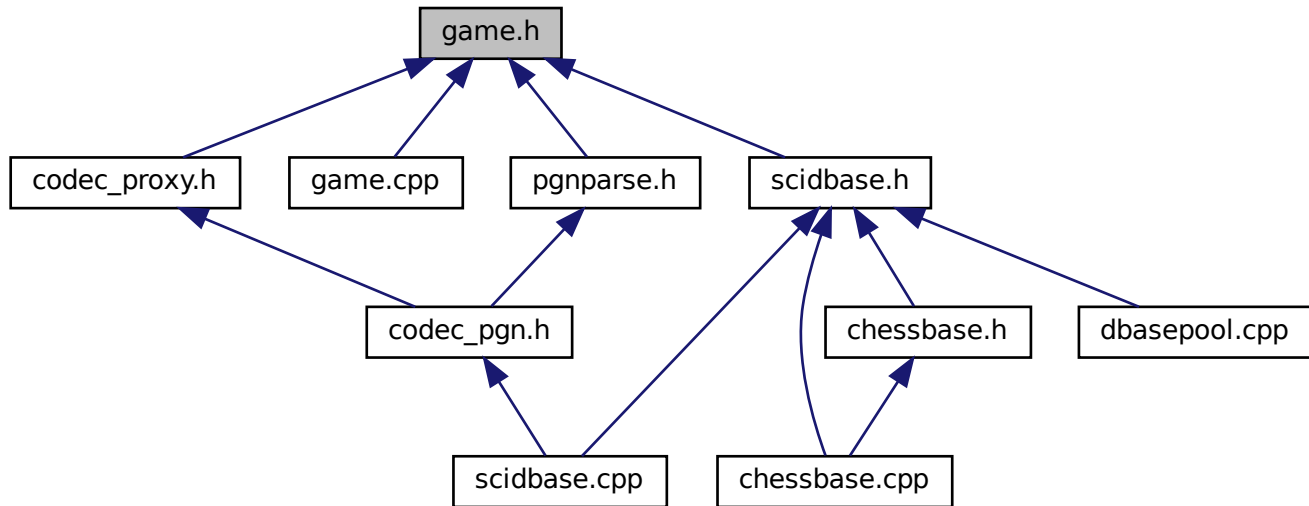 game.h
codec_proxy.h
game.cpp
pgnparse.h
scidbase.h
codec_pgn.h
chessbase.h
dbasepool.cpp
scidbase.cpp
chessbase.cpp